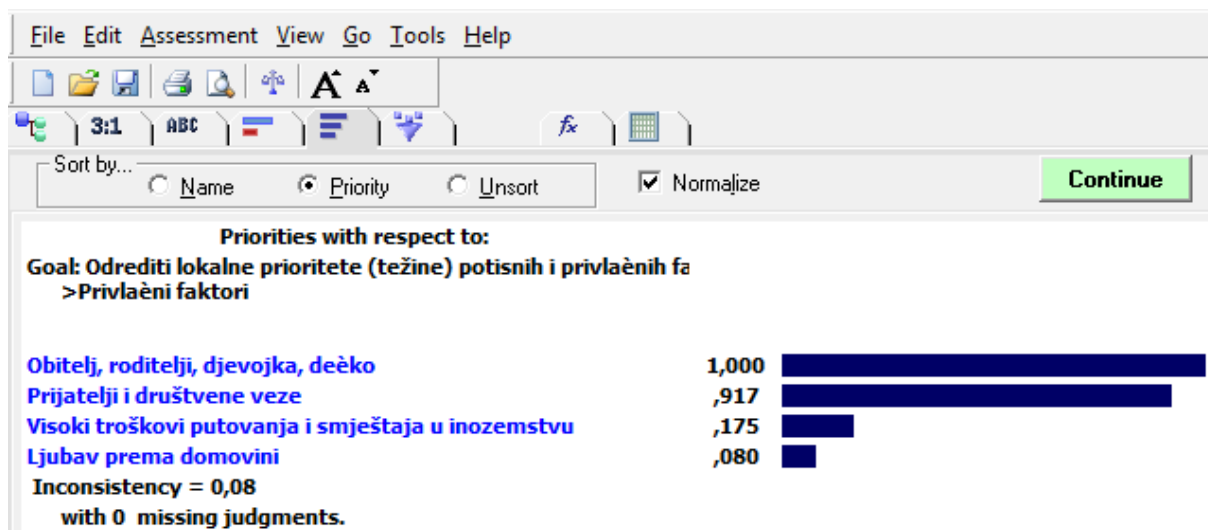 File Edit Assessment View Go Tools Help
A A
3:1 ABC fx
Sort by... Name Priority Unsort Normalize Continue
Priorities with respect to:
Goal: Odrediti lokalne prioritete (težine) potisnih i privlaènih fa
>Privlaèni faktori
Obitelj, roditelji, djevojka, deèko 1,000
Prijatelji i društvene veze ,917
Visoki troškovi putovanja i smještaja u inozemstvu ,175
Ljubav prema domovini ,080
Inconsistency = 0,08
with 0 missing judgments.